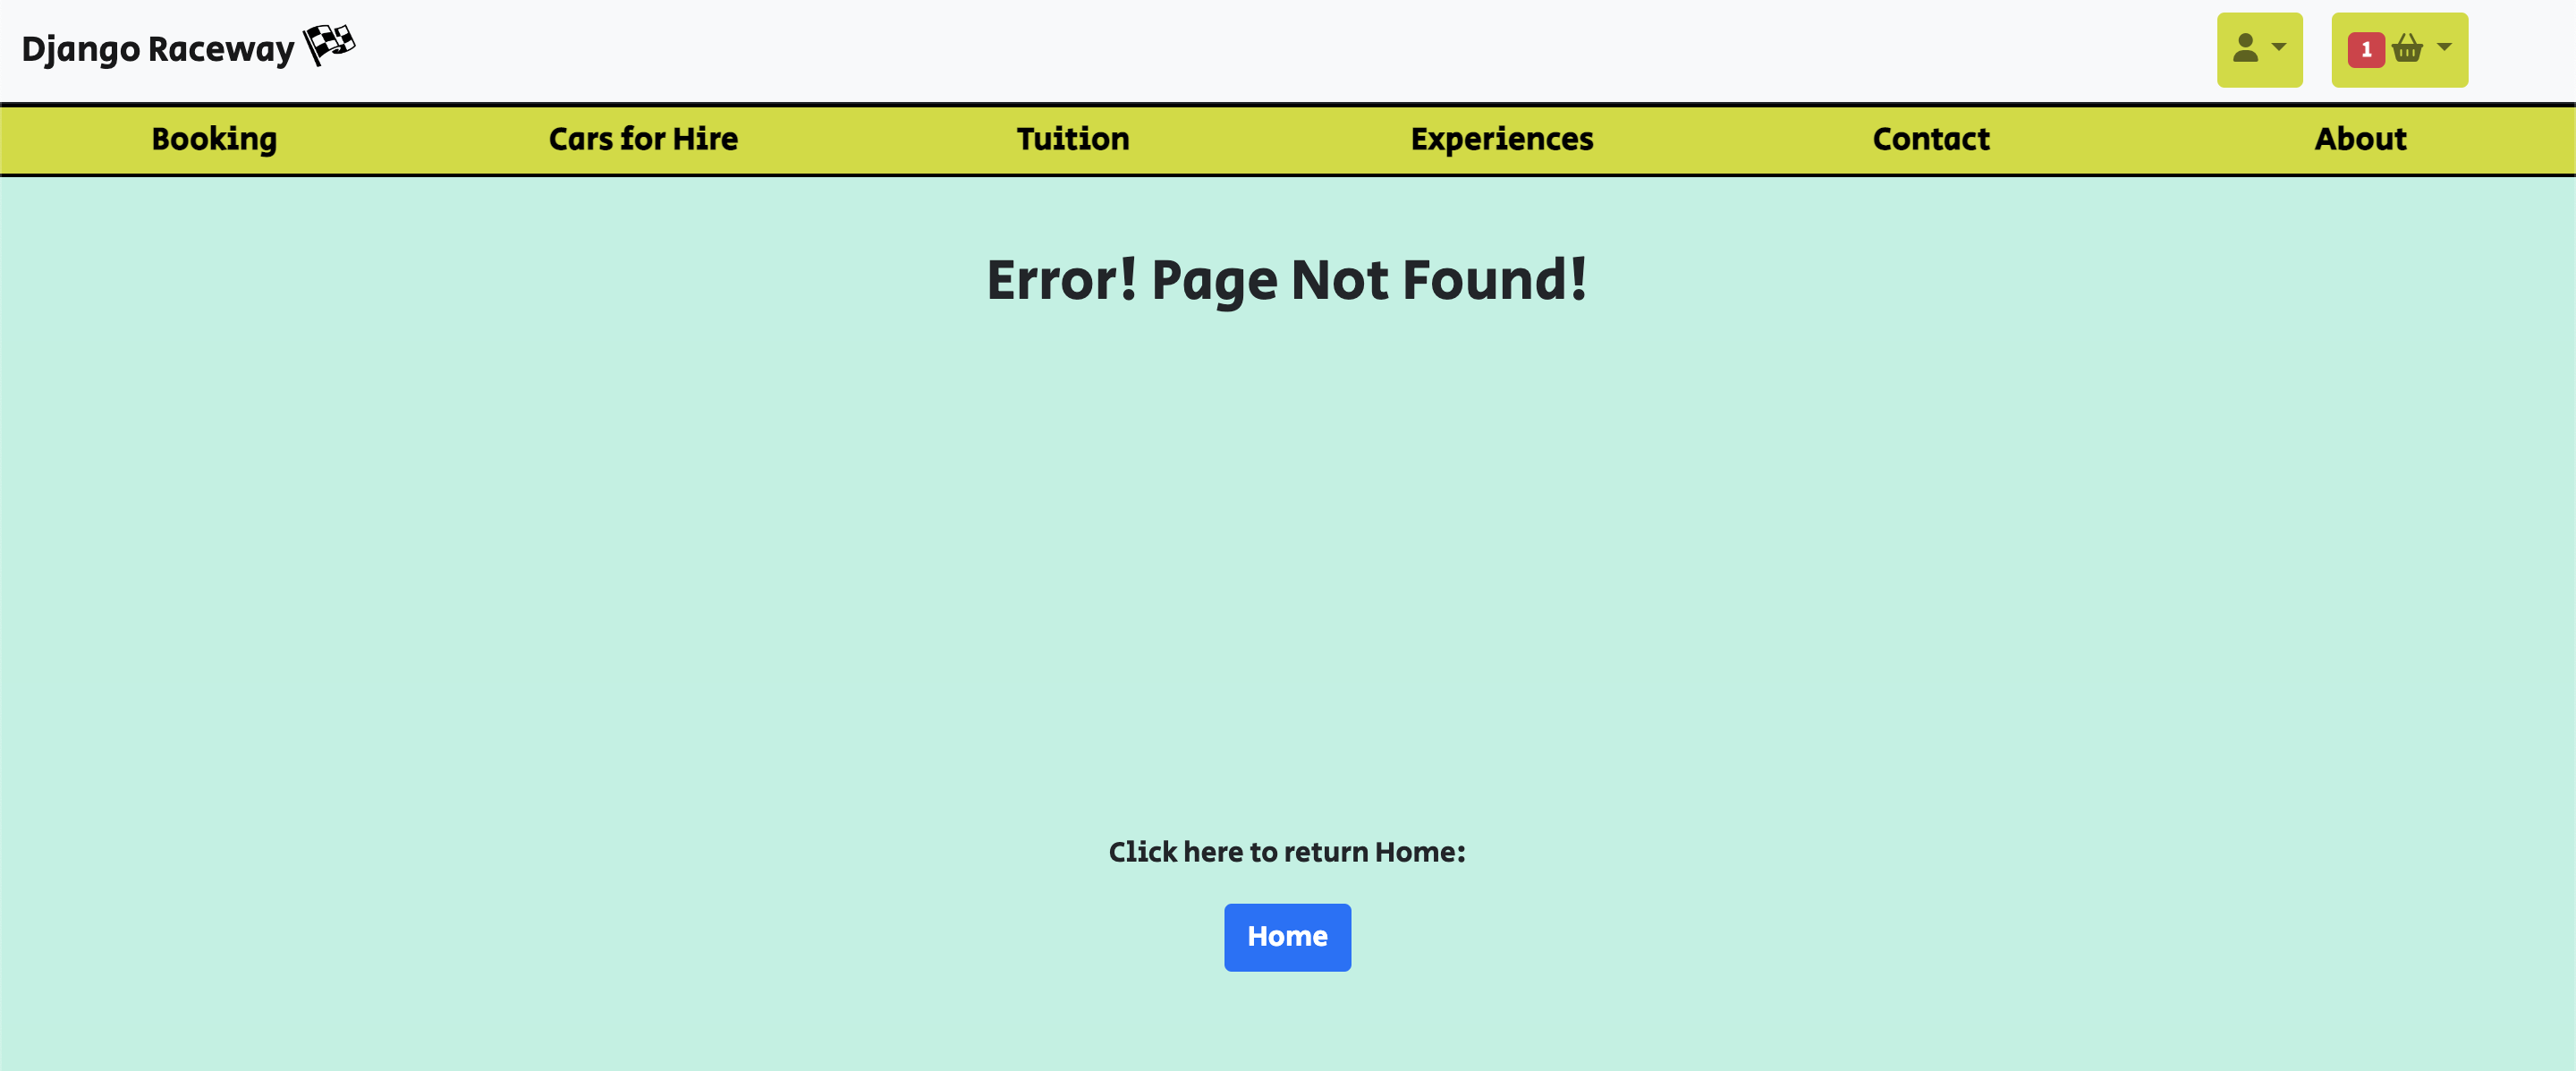 Django Raceway
1
Booking Cars for Hire Tuition Experiences Contact About
Error! Page Not Found!
Click here to return Home:
Home